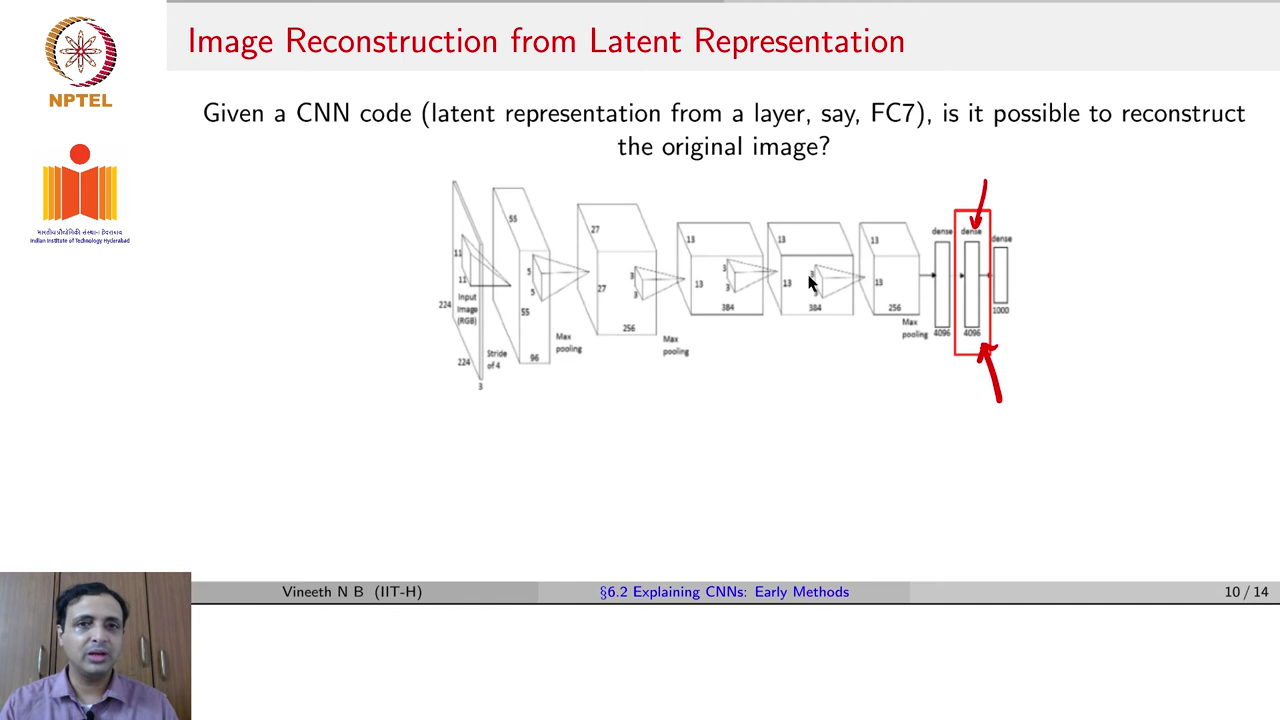 Image Reconstruction from Latent Representation
NPTEL
Given a CNN code (latent representation from a layer, say, FC7), is it possible to reconstruct
the original image?
भारतीय प्रौद्योगिकी संस्थान हैदराबाद
Indian Institute of Technology Hyderabad
224
11
11
Input
Image
(RGB)
224
3
Stride
of 4
55
55
96
5
5
Max
pooling
27
27
256
3
3
Max
pooling
13
13
384
3
3
13
13
384
3
3
13
13
256
Max
pooling
dense
4096
dense
4096
dense
1000
Vineeth N B (IIT-H)
§6.2 Explaining CNNs: Early Methods
10 / 14